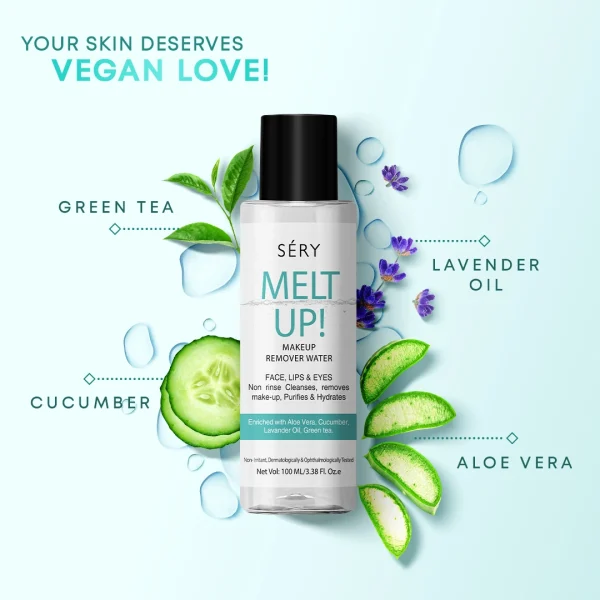 YOUR SKIN DESERVES
VEGAN LOVE!
GREEN TEA
LAVENDER
OIL
CUCUMBER
ALOE VERA
SÉRY
MELT
UP!
MAKEUP
REMOVER WATER
FACE, LIPS & EYES
Non rinse Cleanses, removes
make-up, Purifies & Hydrates
Enriched with Aloe Vera, Cucumber,
Lavander Oil, Green tea.
Non-Irritant, Dermatologically & Ophthalmologically Tested
Net Vol: 100 ML/3.38 Fl. Oz.e